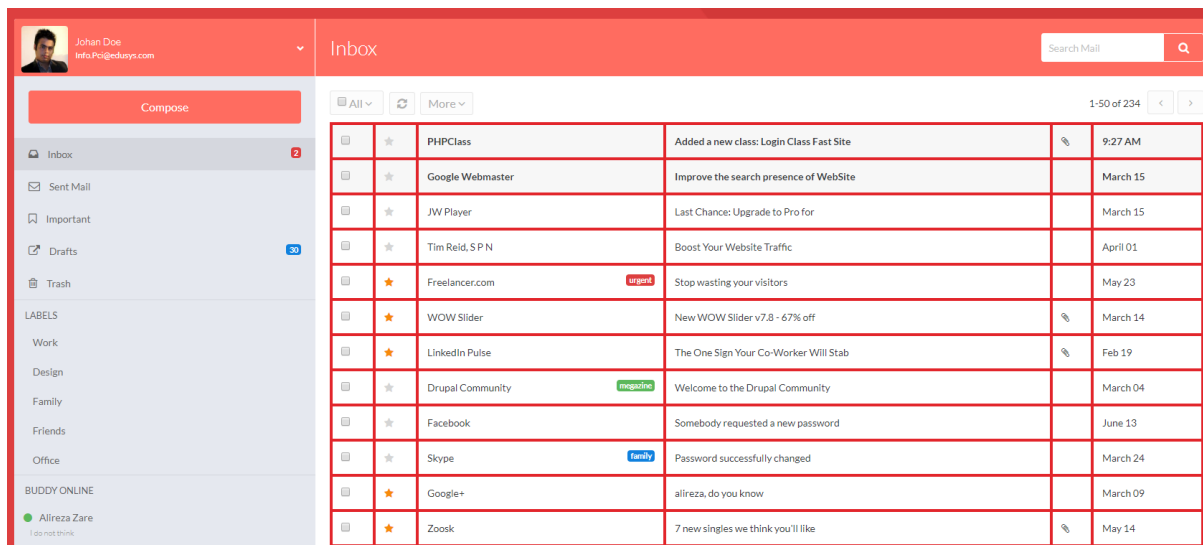 Johan Doe
Info.Pci@edusys.com
Inbox
Search Mail
Compose
All
More
1-50 of 234
Inbox 2
Sent Mail
Important
Drafts 30
Trash
LABELS
Work
Design
Family
Friends
Office
BUDDY ONLINE
Alireza Zare
I do not think
PHPClass Added a new class: Login Class Fast Site 9:27 AM
Google Webmaster Improve the search presence of WebSite March 15
JW Player Last Chance: Upgrade to Pro for March 15
Tim Reid, S P N Boost Your Website Traffic April 01
Freelancer.com urgent Stop wasting your visitors May 23
WOW Slider New WOW Slider v7.8 - 67% off March 14
LinkedIn Pulse The One Sign Your Co-Worker Will Stab Feb 19
Drupal Community megazine Welcome to the Drupal Community March 04
Facebook Somebody requested a new password June 13
Skype family Password successfully changed March 24
Google+ alireza, do you know March 09
Zoosk 7 new singles we think you'll like May 14